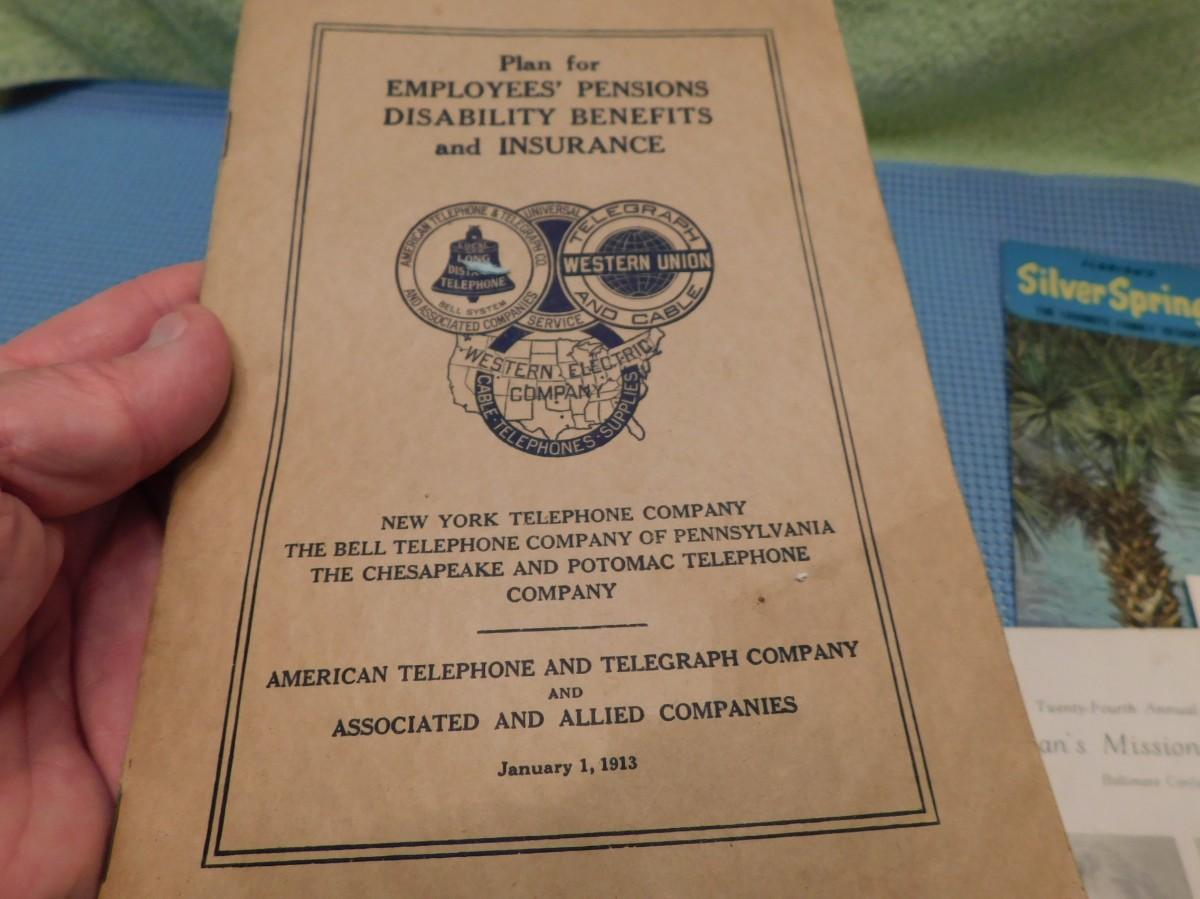 Plan for
EMPLOYEES' PENSIONS
DISABILITY BENEFITS
and INSURANCE
AMERICAN TELEPHONE & TELEGRAPH CO.
AND ASSOCIATED COMPANIES
LOCAL
LONG
DISTANCE
TELEPHONE
BELL SYSTEM
UNIVERSAL
SERVICE
TELEGRAPH
WESTERN UNION
AND CABLE
WESTERN ELECTRIC
COMPANY
CABLE·TELEPHONES·SUPPLIES
NEW YORK TELEPHONE COMPANY
THE BELL TELEPHONE COMPANY OF PENNSYLVANIA
THE CHESAPEAKE AND POTOMAC TELEPHONE
COMPANY
AMERICAN TELEPHONE AND TELEGRAPH COMPANY
AND
ASSOCIATED AND ALLIED COMPANIES
January 1, 1913
Silver Spring
Twenty-Fourth Annual
an's Mission
Baltimore